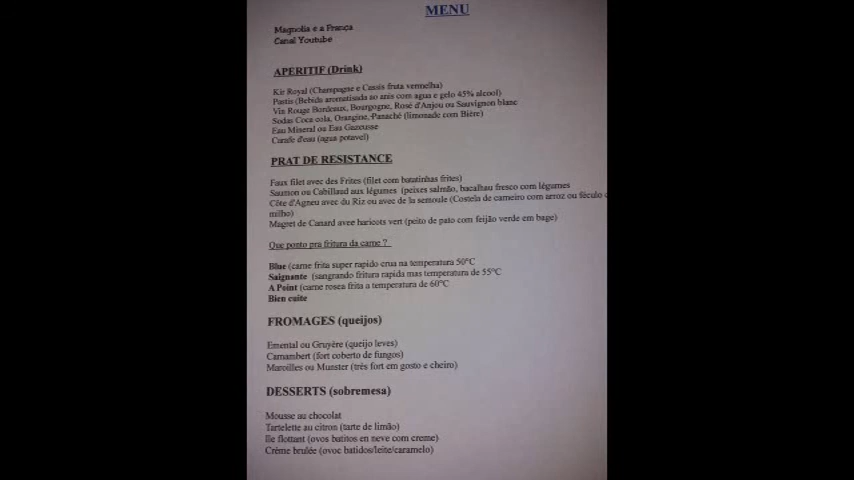 MENU
Magnolia e a França
Canal Youtube
APERITIF (Drink)
Kir Royal (Champagne e Cassis fruta vermelha)
Pastis (Bebida aromatisada ao anis com agua e gelo 45% alcool)
Vin Rouge Bordeaux, Bourgogne, Rosé d'Anjou ou Sauvignon blanc
Sodas Coca cola, Orangine, Panaché (limonade com Bière)
Eau Mineral ou Eau Gazeusse
Carafe d'eau (agua potavel)
PRAT DE RESISTANCE
Faux filet avec des Frites (filet com batatinhas frites)
Saumon ou Cabillaud aux légumes (peixes salmão, bacalhau fresco com légumes
Côte d'Agneu avec du Riz ou avec de la semoule (Costela de carneiro com arroz ou féculo
milho)
Magret de Canard avec haricots vert (peito de pato com feijão verde em bage)
Que ponto pra fritura da carne ?
Blue (carne frita super rapido crua na temperatura 50°C
Saignante (sangrando fritura rapida mas temperatura de 55°C
A Point (carne rosea frita a temperatura de 60°C
Bien cuite
FROMAGES (queijos)
Emental ou Gruyère (queijo leves)
Camambert (fort coberto de fungos)
Maroilles ou Munster (très fort em gosto e cheiro)
DESSERTS (sobremesa)
Mousse au chocolat
Tartelette au citron (tarte de limão)
Ile flottant (ovos batitos en neve com creme)
Crème brulée (ovoc batidos/leite/caramelo)